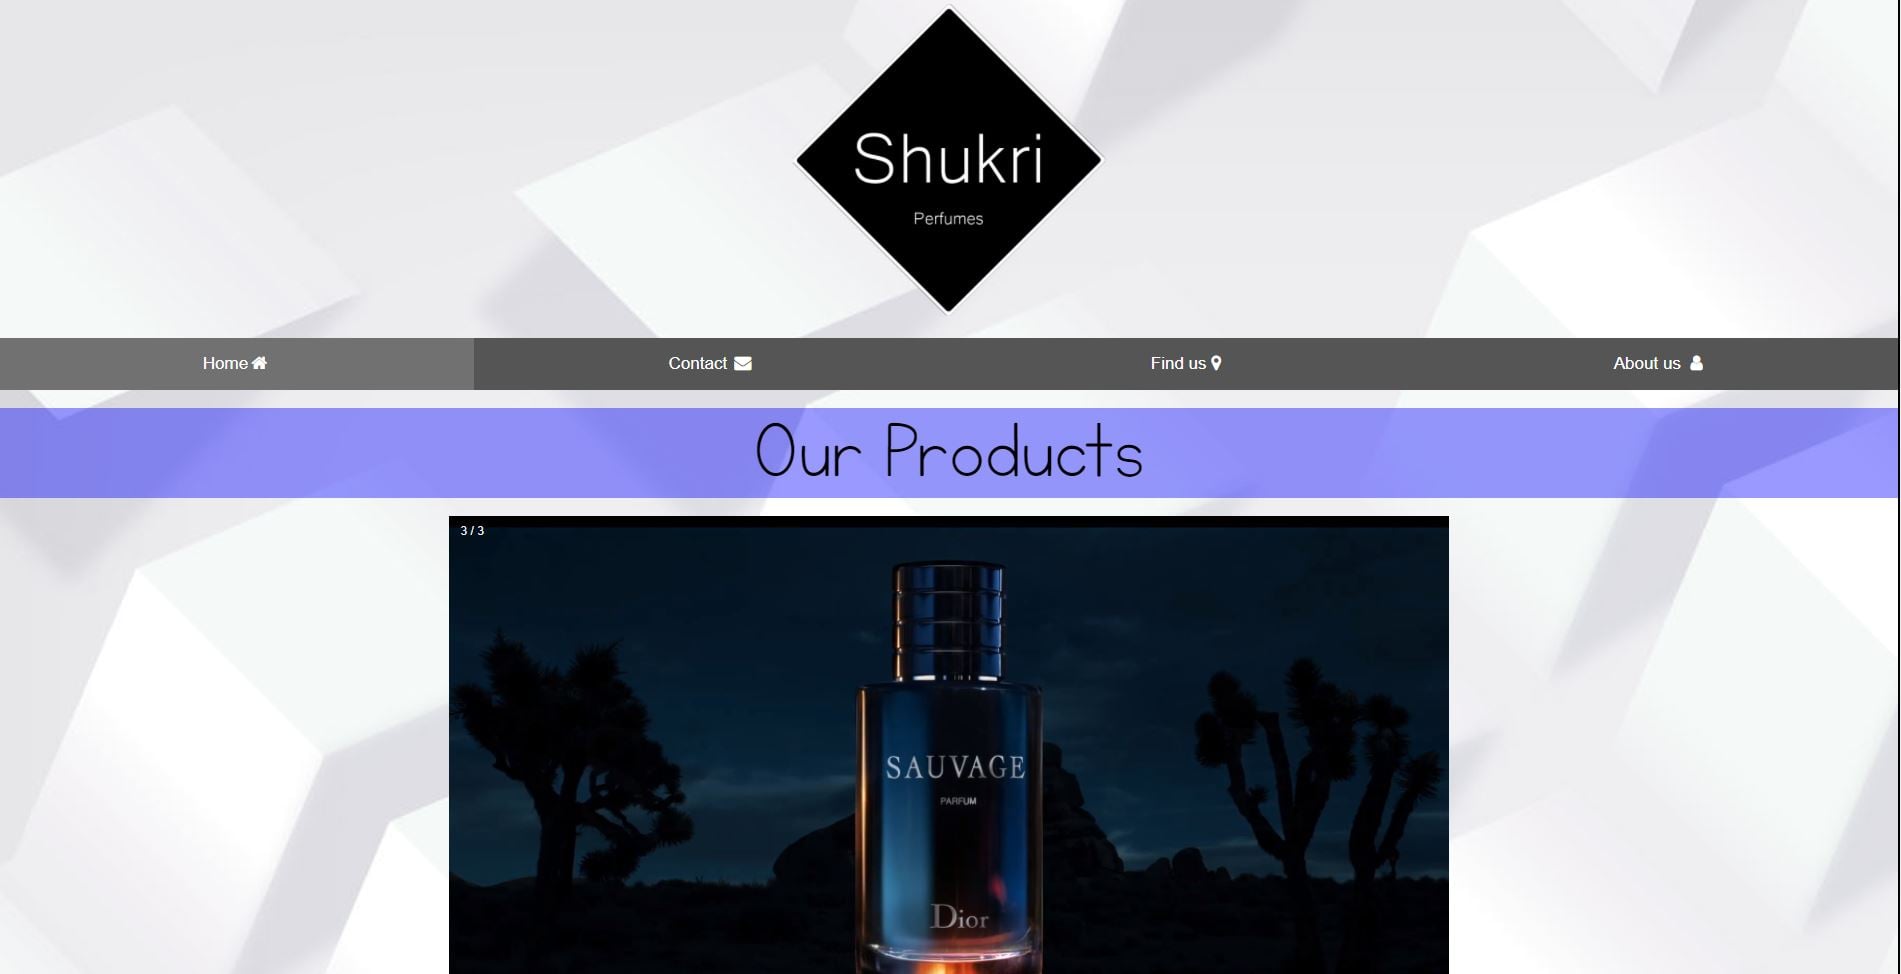 Shukri
Perfumes
Home
Contact
Find us
About us
Our Products
3 / 3
SAUVAGE
PARFUM
Dior